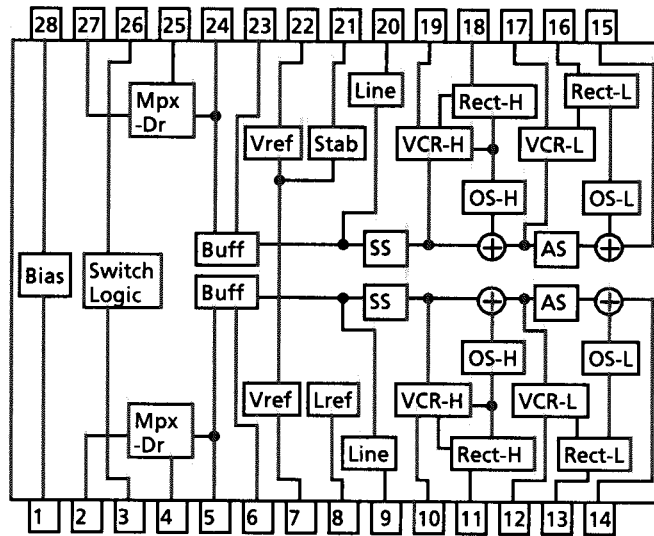 28 27 26 25 24 23 22 21 20 19 18 17 16 15
Mpx
-Dr
Line
Rect-H
Rect-L
Vref
Stab
VCR-H
VCR-L
OS-H
OS-L
Buff
SS
+
AS
+
Bias
Switch
Logic
Buff
SS
+
AS
+
OS-H
OS-L
Vref
Lref
VCR-H
VCR-L
Mpx
-Dr
Line
Rect-H
Rect-L
1 2 3 4 5 6 7 8 9 10 11 12 13 14